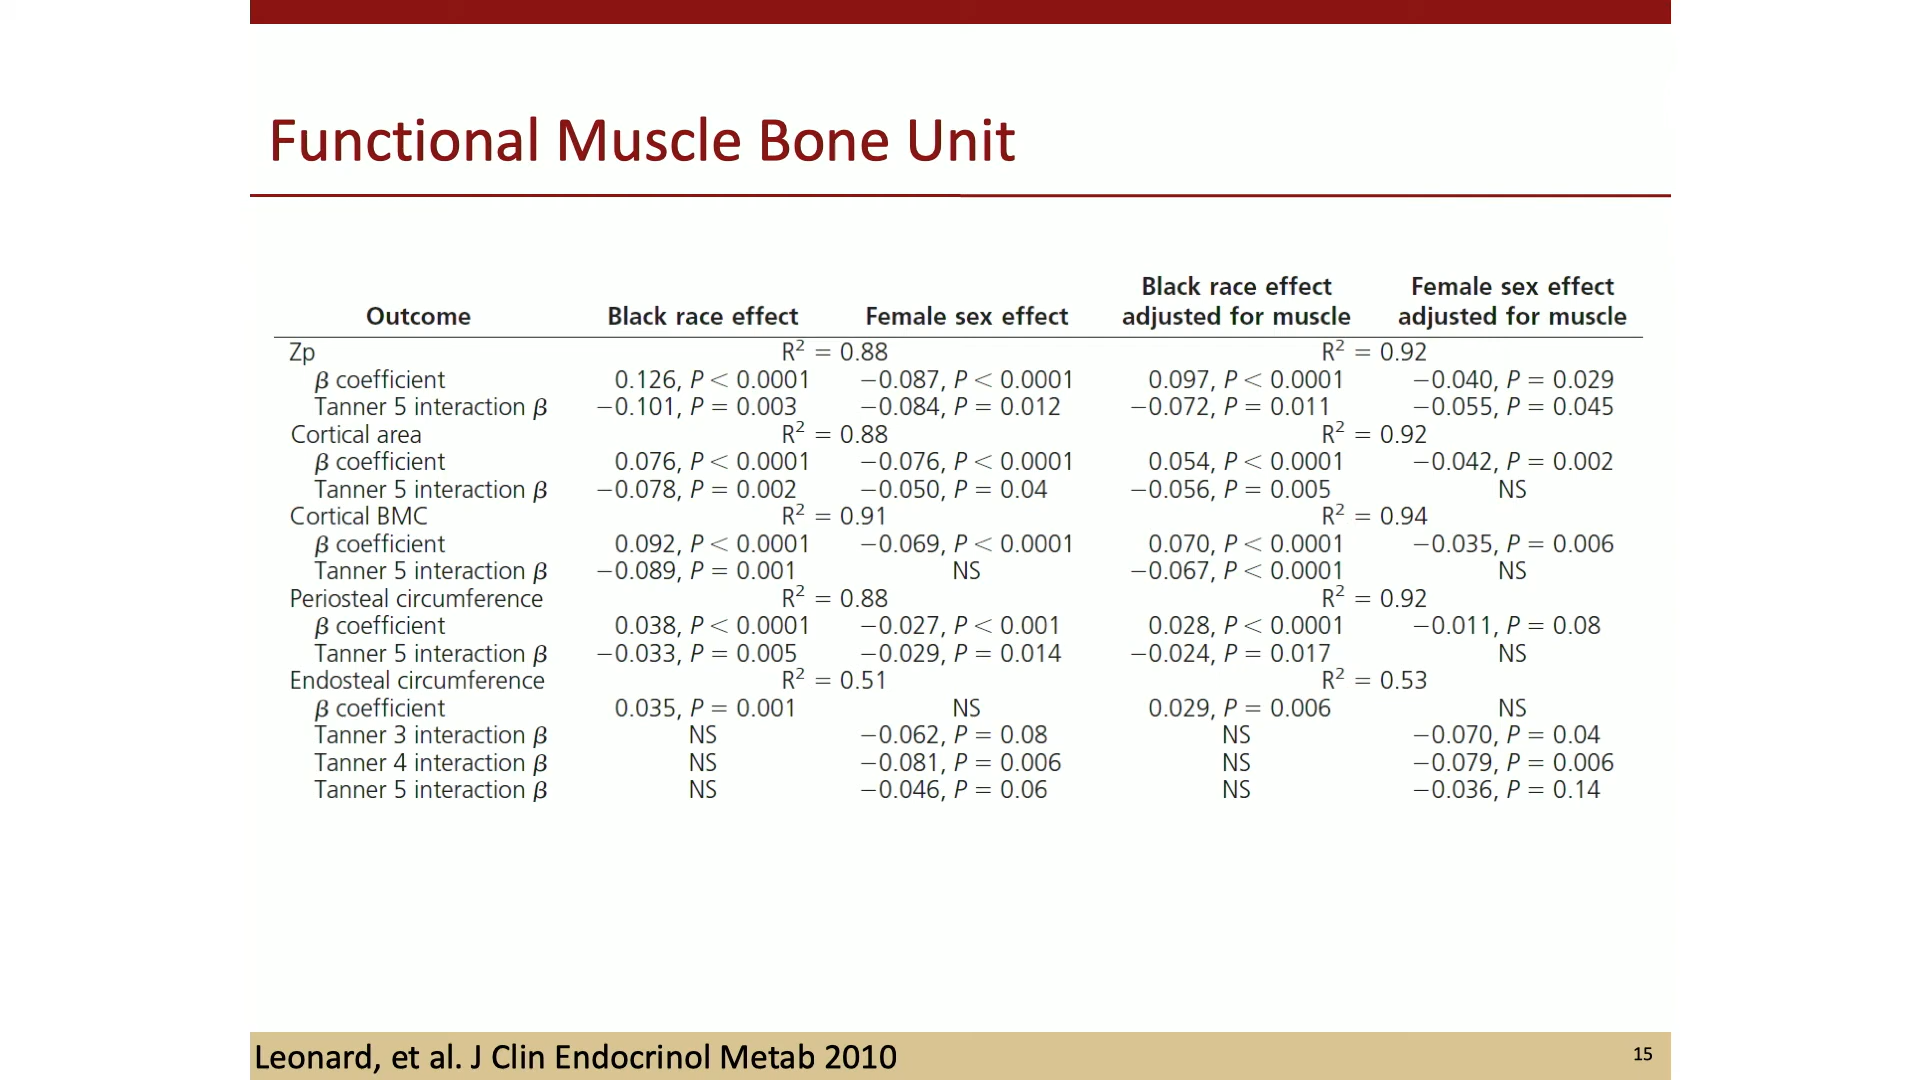 Functional Muscle Bone Unit
Outcome Black race effect Female sex effect Black race effect adjusted for muscle Female sex effect adjusted for muscle
Zp R² = 0.88 R² = 0.92
β coefficient 0.126, P < 0.0001 −0.087, P < 0.0001 0.097, P < 0.0001 −0.040, P = 0.029
Tanner 5 interaction β −0.101, P = 0.003 −0.084, P = 0.012 −0.072, P = 0.011 −0.055, P = 0.045
Cortical area R² = 0.88 R² = 0.92
β coefficient 0.076, P < 0.0001 −0.076, P < 0.0001 0.054, P < 0.0001 −0.042, P = 0.002
Tanner 5 interaction β −0.078, P = 0.002 −0.050, P = 0.04 −0.056, P = 0.005 NS
Cortical BMC R² = 0.91 R² = 0.94
β coefficient 0.092, P < 0.0001 −0.069, P < 0.0001 0.070, P < 0.0001 −0.035, P = 0.006
Tanner 5 interaction β −0.089, P = 0.001 NS −0.067, P < 0.0001 NS
Periosteal circumference R² = 0.88 R² = 0.92
β coefficient 0.038, P < 0.0001 −0.027, P < 0.001 0.028, P < 0.0001 −0.011, P = 0.08
Tanner 5 interaction β −0.033, P = 0.005 −0.029, P = 0.014 −0.024, P = 0.017 NS
Endosteal circumference R² = 0.51 R² = 0.53
β coefficient 0.035, P = 0.001 NS 0.029, P = 0.006 NS
Tanner 3 interaction β NS −0.062, P = 0.08 NS −0.070, P = 0.04
Tanner 4 interaction β NS −0.081, P = 0.006 NS −0.079, P = 0.006
Tanner 5 interaction β NS −0.046, P = 0.06 NS −0.036, P = 0.14
Leonard, et al. J Clin Endocrinol Metab 2010
15